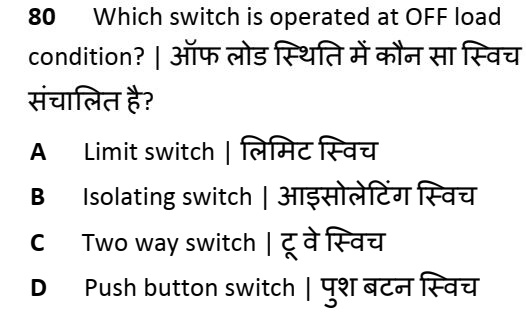 80 Which switch is operated at OFF load
condition? | ऑफ लोड स्थिति में कौन सा स्विच
संचालित है?
A Limit switch | लिमिट स्विच
B Isolating switch | आइसोलेटिंग स्विच
C Two way switch | टू वे स्विच
D Push button switch | पुश बटन स्विच